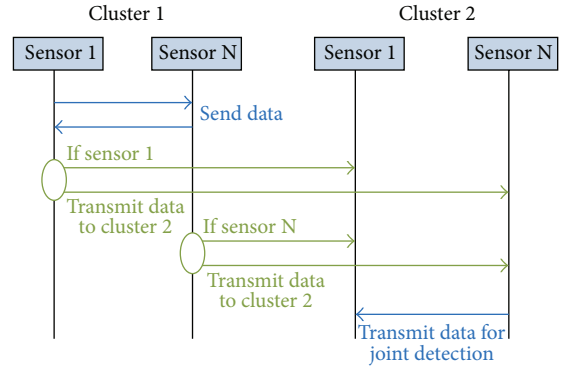 Cluster 1
Cluster 2
Sensor 1
Sensor N
Sensor 1
Sensor N
Send data
If sensor 1
Transmit data
to cluster 2
If sensor N
Transmit data
to cluster 2
Transmit data for
joint detection